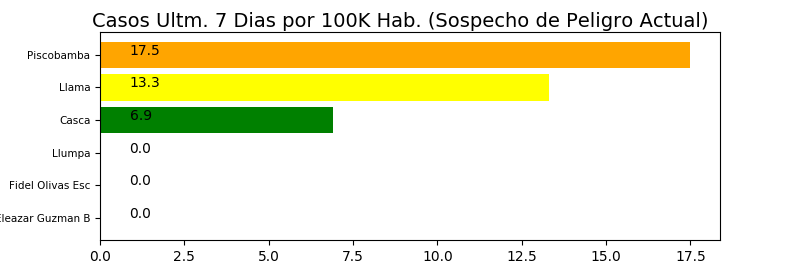 Casos Ultm. 7 Dias por 100K Hab. (Sospecho de Peligro Actual)
Piscobamba 17.5
Llama 13.3
Casca 6.9
Llumpa 0.0
Fidel Olivas Esc 0.0
Eleazar Guzman B 0.0
0.0 2.5 5.0 7.5 10.0 12.5 15.0 17.5